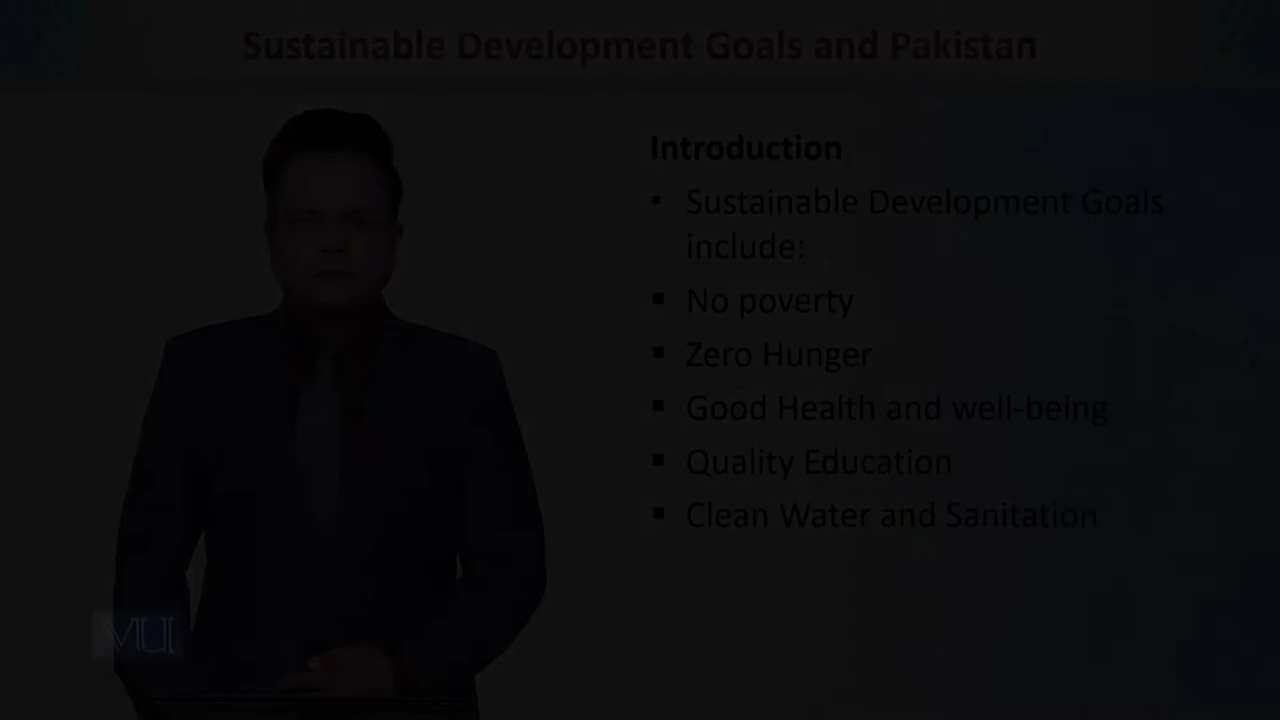 Sustainable Development Goals and Pakistan
Introduction
• Sustainable Development Goals
include:
▪ No poverty
▪ Zero Hunger
▪ Good Health and well-being
▪ Quality Education
▪ Clean Water and Sanitation